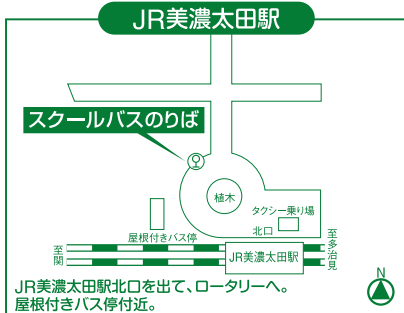 JR美濃太田駅
スクールバスのりば
植木
タクシー乗り場
北口
屋根付きバス停
至関
至多治見
JR美濃太田駅
N
JR美濃太田駅北口を出て、ロータリーへ。
屋根付きバス停付近。